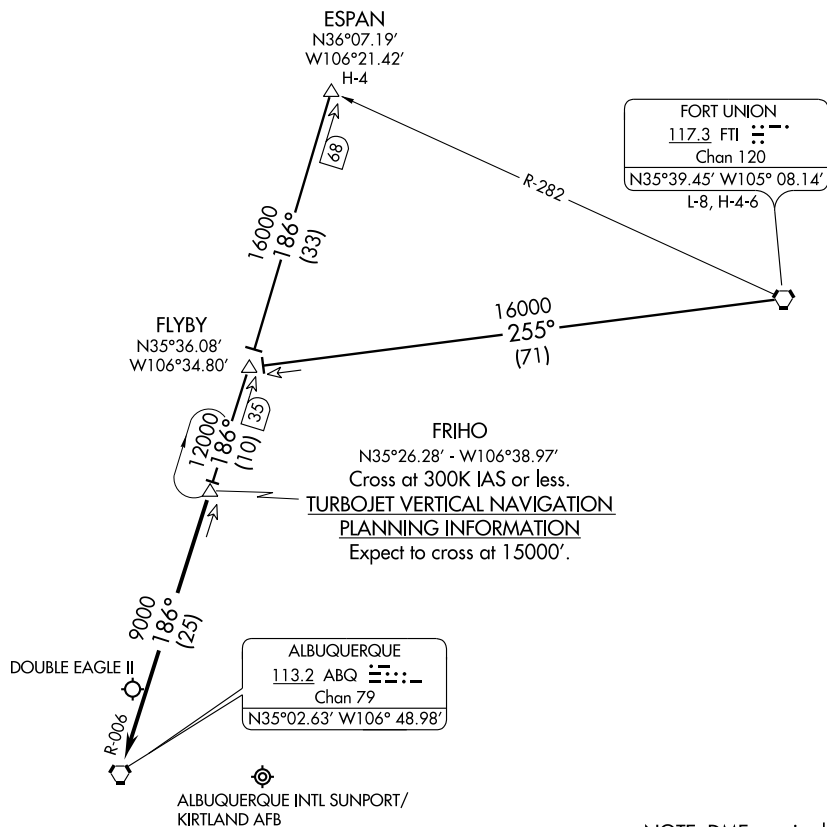 ESPAN
N36°07.19'
W106°21.42'
H-4
FORT UNION
117.3 FTI
Chan 120
N35°39.45' W105° 08.14'
L-8, H-4-6
68
R-282
16000
186°
(33)
16000
255°
(71)
FLYBY
N35°36.08'
W106°34.80'
35
12000
186°
(10)
FRIHO
N35°26.28' - W106°38.97'
Cross at 300K IAS or less.
TURBOJET VERTICAL NAVIGATION
PLANNING INFORMATION
Expect to cross at 15000'.
9000
186°
(25)
DOUBLE EAGLE II
R-006
ALBUQUERQUE
113.2 ABQ
Chan 79
N35°02.63' W106° 48.98'
ALBUQUERQUE INTL SUNPORT/
KIRTLAND AFB